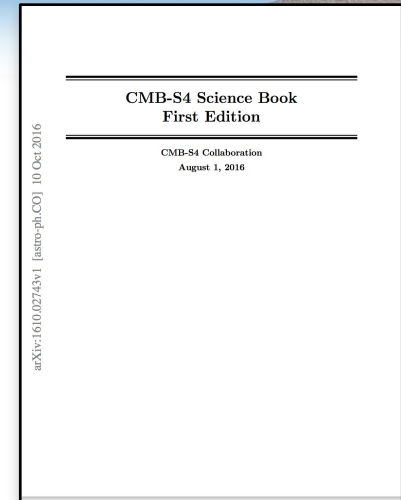 CMB-S4 Science Book
First Edition
CMB-S4 Collaboration
August 1, 2016
arXiv:1610.02743v1 [astro-ph.CO] 10 Oct 2016